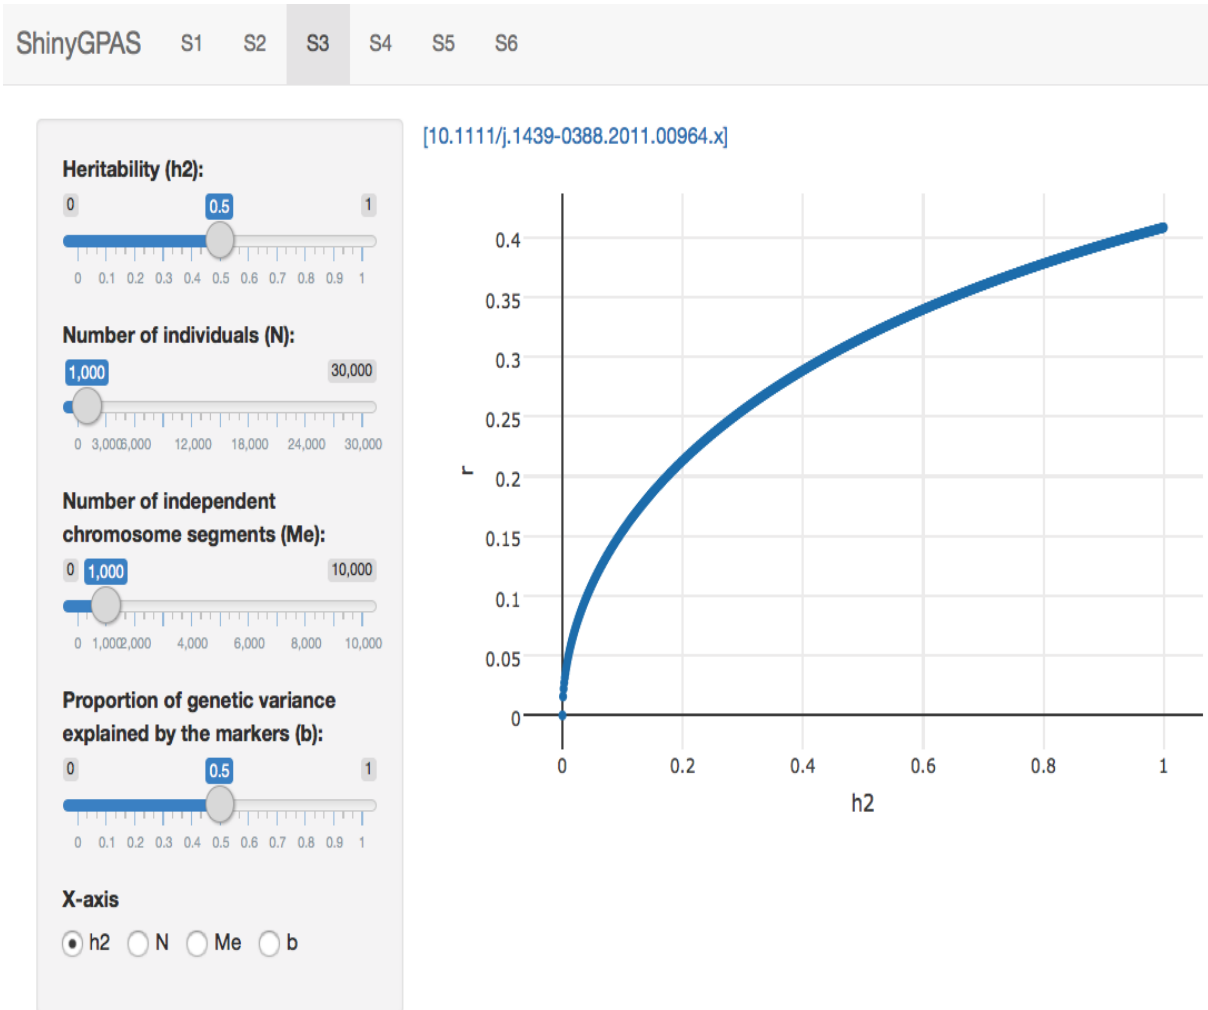 ShinyGPAS S1 S2 S3 S4 S5 S6
[10.1111/j.1439-0388.2011.00964.x]
Heritability (h2):
0 0.5 1
0 0.1 0.2 0.3 0.4 0.5 0.6 0.7 0.8 0.9 1
Number of individuals (N):
1,000 30,000
0 3,000 6,000 12,000 18,000 24,000 30,000
Number of independent
chromosome segments (Me):
0 1,000 10,000
0 1,000 2,000 4,000 6,000 8,000 10,000
Proportion of genetic variance
explained by the markers (b):
0 0.5 1
0 0.1 0.2 0.3 0.4 0.5 0.6 0.7 0.8 0.9 1
X-axis
h2 N Me b
0.4
0.35
0.3
0.25
r
0.2
0.15
0.1
0.05
0
0 0.2 0.4 0.6 0.8 1
h2